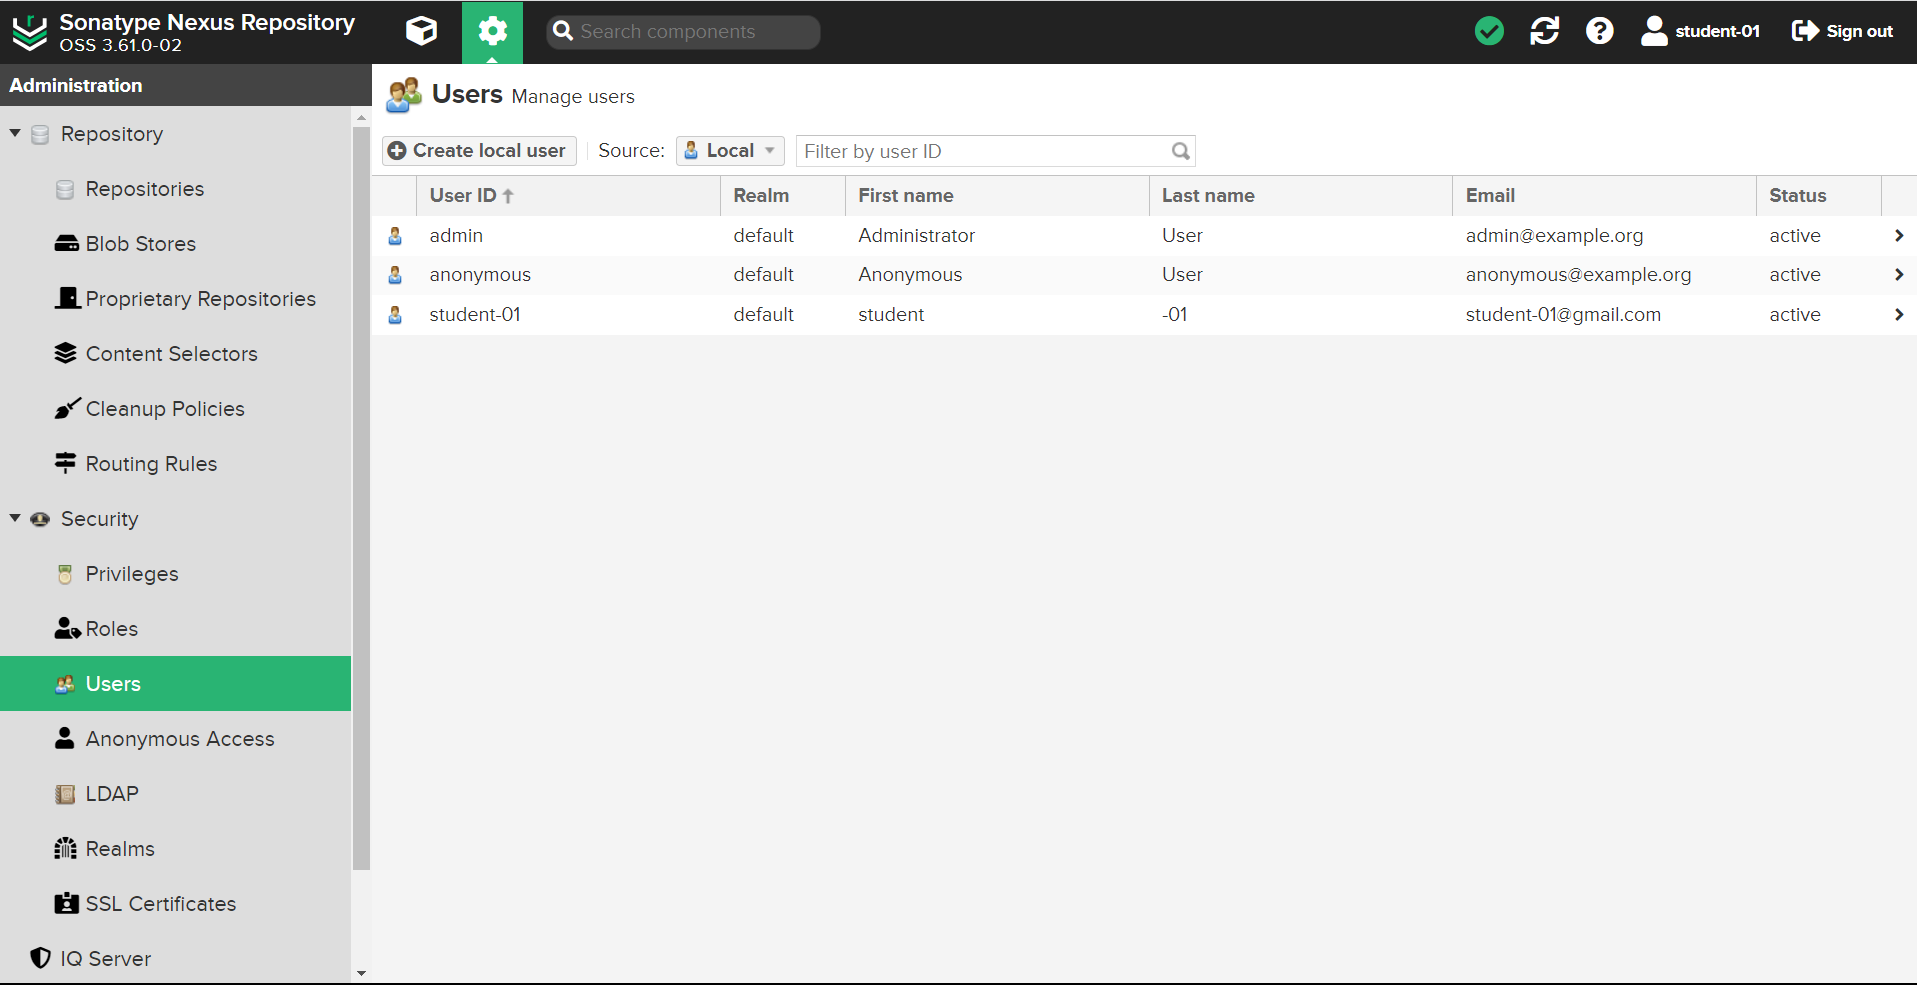 Sonatype Nexus Repository
OSS 3.61.0-02
Search components
student-01
Sign out
Administration
Repository
Repositories
Blob Stores
Proprietary Repositories
Content Selectors
Cleanup Policies
Routing Rules
Security
Privileges
Roles
Users
Anonymous Access
LDAP
Realms
SSL Certificates
IQ Server
Users Manage users
Create local user Source: Local Filter by user ID
User ID Realm First name Last name Email Status
admin default Administrator User admin@example.org active
anonymous default Anonymous User anonymous@example.org active
student-01 default student -01 student-01@gmail.com active